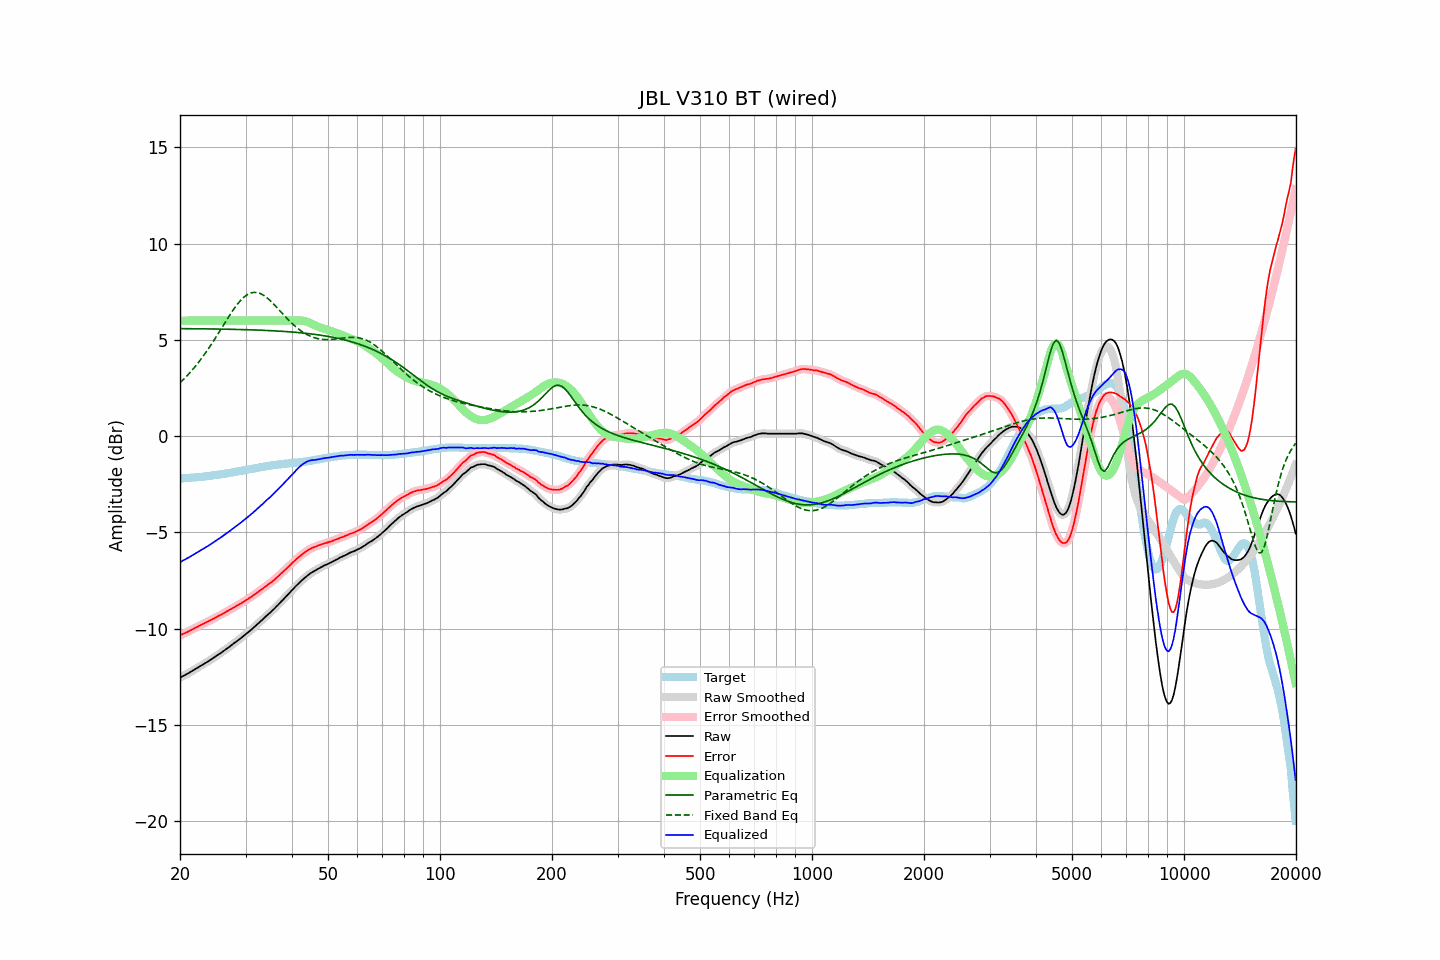 JBL V310 BT (wired)
Amplitude (dBr)
15
10
5
0
−5
−10
−15
−20
20
50
100
200
500
1000
2000
5000
10000
20000
Frequency (Hz)
Target
Raw Smoothed
Error Smoothed
Raw
Error
Equalization
Parametric Eq
Fixed Band Eq
Equalized